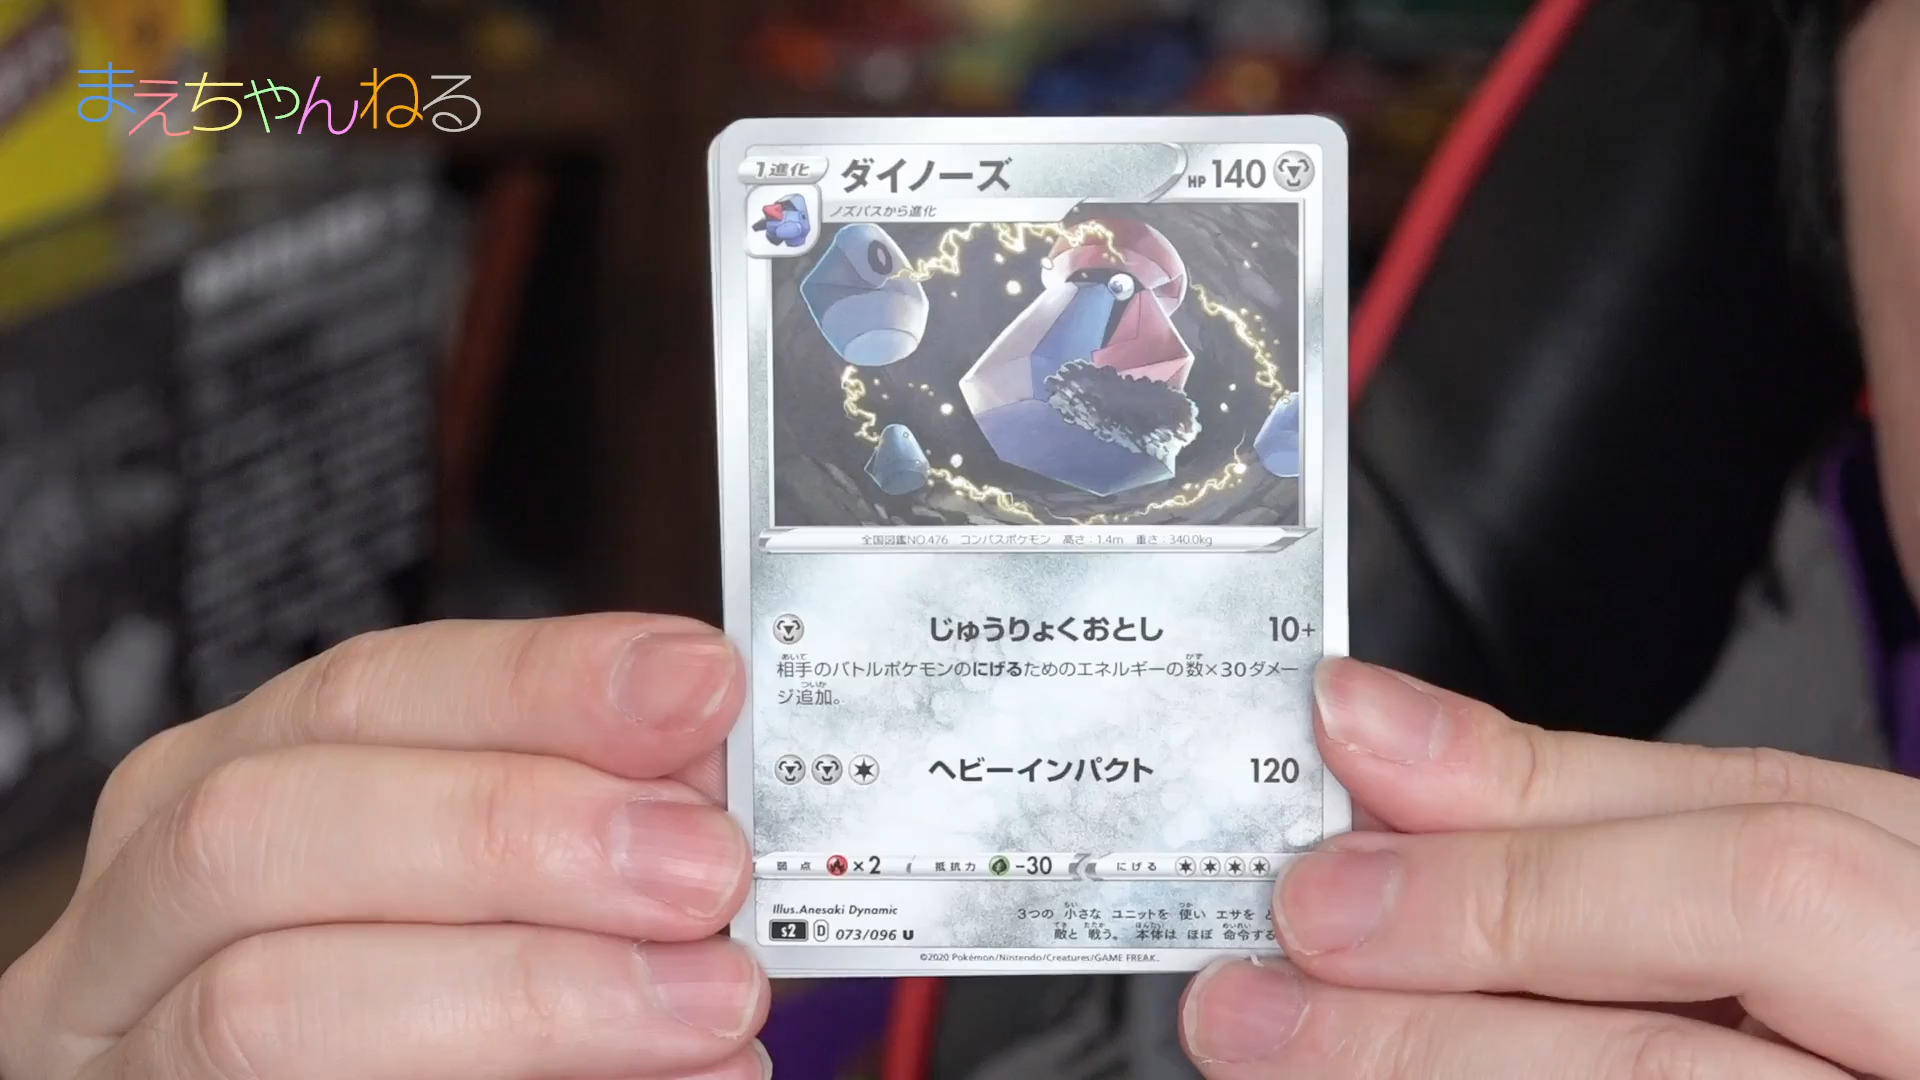 まえちゃんねる
1進化 ダイノーズ HP 140
ノズパスから進化
全国図鑑NO.476 コンパスポケモン 高さ：1.4m 重さ：340.0kg
じゅうりょくおとし 10+
相手のバトルポケモンのにげるためのエネルギーの数×30ダメー
ジ追加。
ヘビーインパクト 120
弱点 ×2 抵抗力 -30 にげる
Illus.Anesaki Dynamic
3つの 小さな ユニットを 使い エサを と
敵と 戦う。 本体は ほぼ 命令する
s2 D 073/096 U
©2020 Pokémon/Nintendo/Creatures/GAME FREAK.